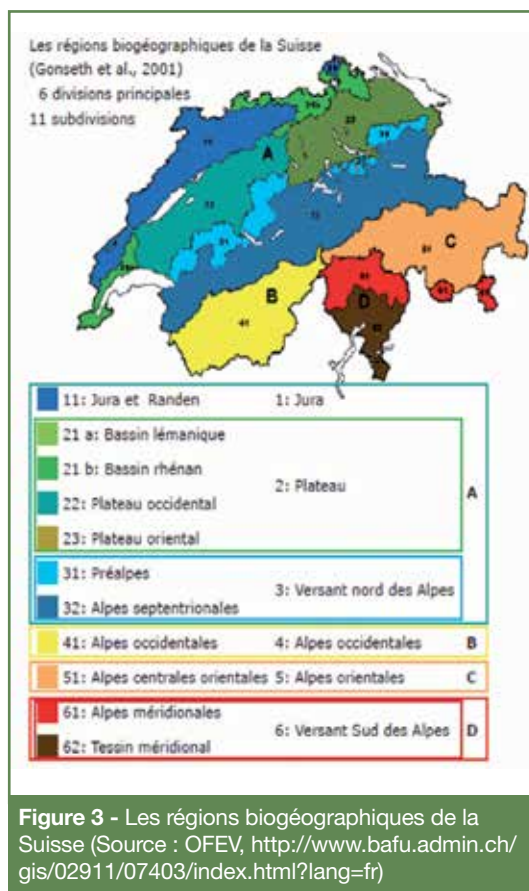 Les régions biogéographiques de la Suisse
(Gonseth et al., 2001)
6 divisions principales
11 subdivisions
A
B
C
D
41
51
11: Jura et Randen 1: Jura
21 a: Bassin lémanique
21 b: Bassin rhénan
22: Plateau occidental
23: Plateau oriental
2: Plateau
A
31: Préalpes
32: Alpes septentrionales
3: Versant nord des Alpes
41: Alpes occidentales 4: Alpes occidentales B
51: Alpes centrales orientales 5: Alpes orientales C
61: Alpes méridionales
62: Tessin méridional
6: Versant Sud des Alpes D
Figure 3 - Les régions biogéographiques de la
Suisse (Source : OFEV, http://www.bafu.admin.ch/
gis/02911/07403/index.html?lang=fr)